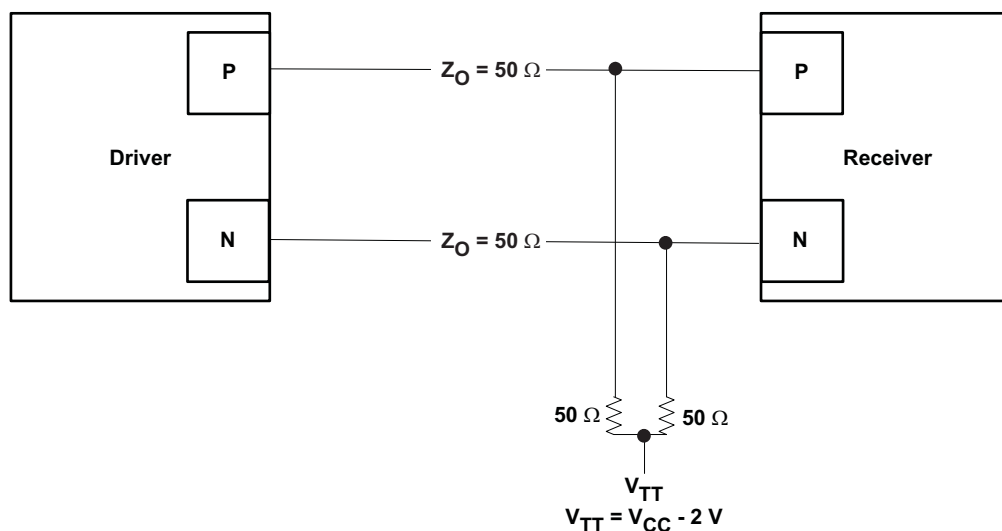 P
Z_O = 50 Ω
P
Driver
Receiver
N
Z_O = 50 Ω
N
50 Ω
50 Ω
V_TT
V_TT = V_CC - 2 V